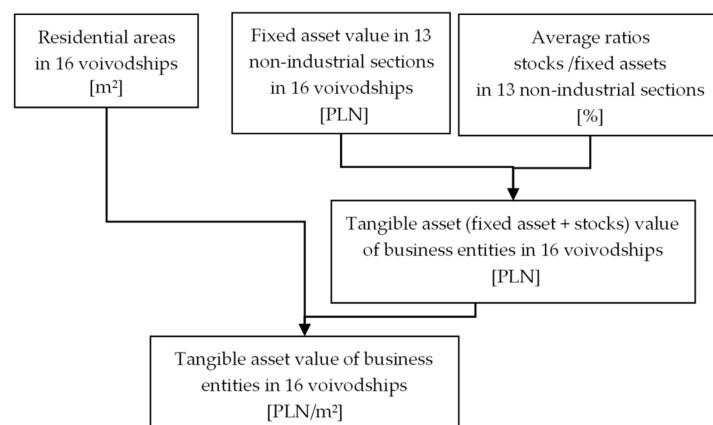 Residential areas
in 16 voivodships
[m²]
Fixed asset value in 13
non-industrial sections
in 16 voivodships
[PLN]
Average ratios
stocks /fixed assets
in 13 non-industrial sections
[%]
Tangible asset (fixed asset + stocks) value
of business entities in 16 voivodships
[PLN]
Tangible asset value of business
entities in 16 voivodships
[PLN/m²]